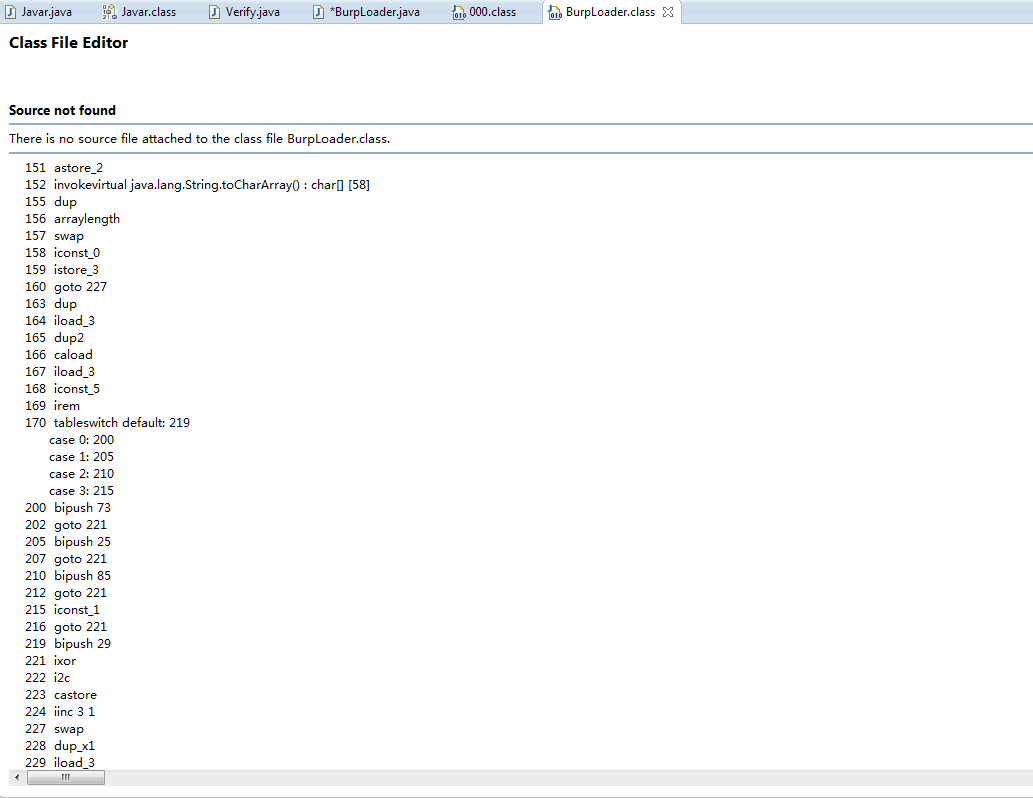 Javar.java Javar.class Verify.java *BurpLoader.java 000.class BurpLoader.class
Class File Editor
Source not found
There is no source file attached to the class file BurpLoader.class.
151 astore_2
152 invokevirtual java.lang.String.toCharArray() : char[] [58]
155 dup
156 arraylength
157 swap
158 iconst_0
159 istore_3
160 goto 227
163 dup
164 iload_3
165 dup2
166 caload
167 iload_3
168 iconst_5
169 irem
170 tableswitch default: 219
case 0: 200
case 1: 205
case 2: 210
case 3: 215
200 bipush 73
202 goto 221
205 bipush 25
207 goto 221
210 bipush 85
212 goto 221
215 iconst_1
216 goto 221
219 bipush 29
221 ixor
222 i2c
223 castore
224 iinc 3 1
227 swap
228 dup_x1
229 iload_3